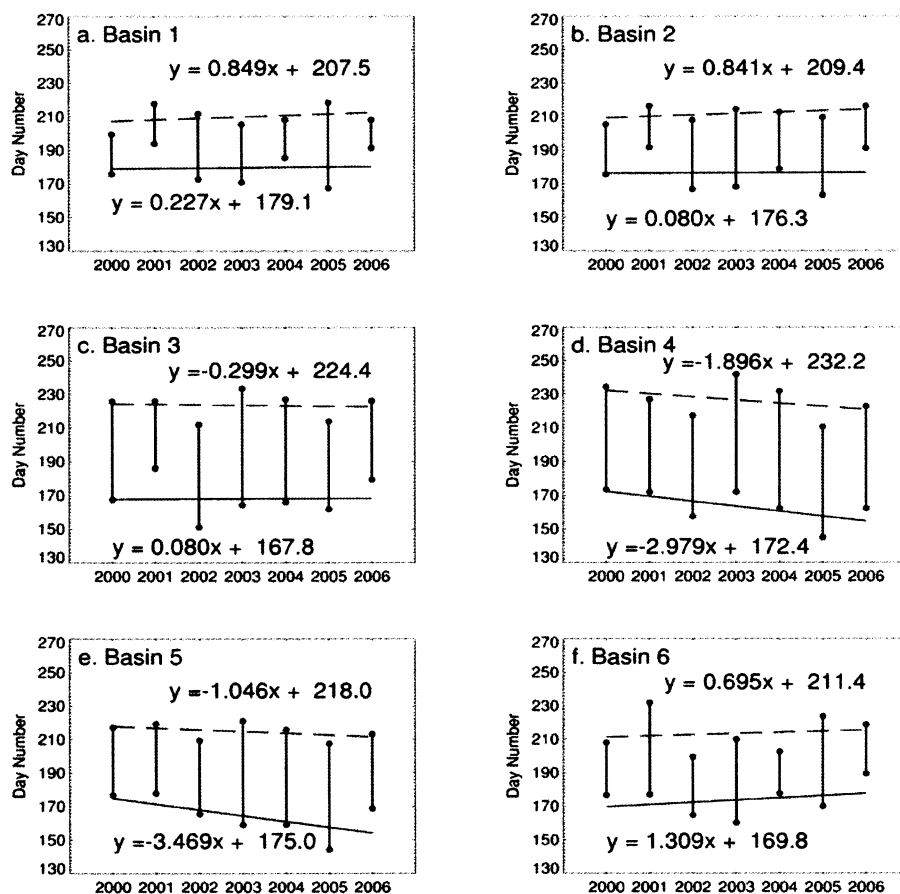 a. Basin 1
y = 0.849x + 207.5
y = 0.227x + 179.1
Day Number
270
250
230
210
190
170
150
130
2000 2001 2002 2003 2004 2005 2006
b. Basin 2
y = 0.841x + 209.4
y = 0.080x + 176.3
Day Number
270
250
230
210
190
170
150
130
2000 2001 2002 2003 2004 2005 2006
c. Basin 3
y =-0.299x + 224.4
y = 0.080x + 167.8
Day Number
270
250
230
210
190
170
150
130
2000 2001 2002 2003 2004 2005 2006
d. Basin 4
y =-1.896x + 232.2
y =-2.979x + 172.4
Day Number
270
250
230
210
190
170
150
130
2000 2001 2002 2003 2004 2005 2006
e. Basin 5
y =-1.046x + 218.0
y =-3.469x + 175.0
Day Number
270
250
230
210
190
170
150
130
2000 2001 2002 2003 2004 2005 2006
f. Basin 6
y = 0.695x + 211.4
y = 1.309x + 169.8
Day Number
270
250
230
210
190
170
150
130
2000 2001 2002 2003 2004 2005 2006